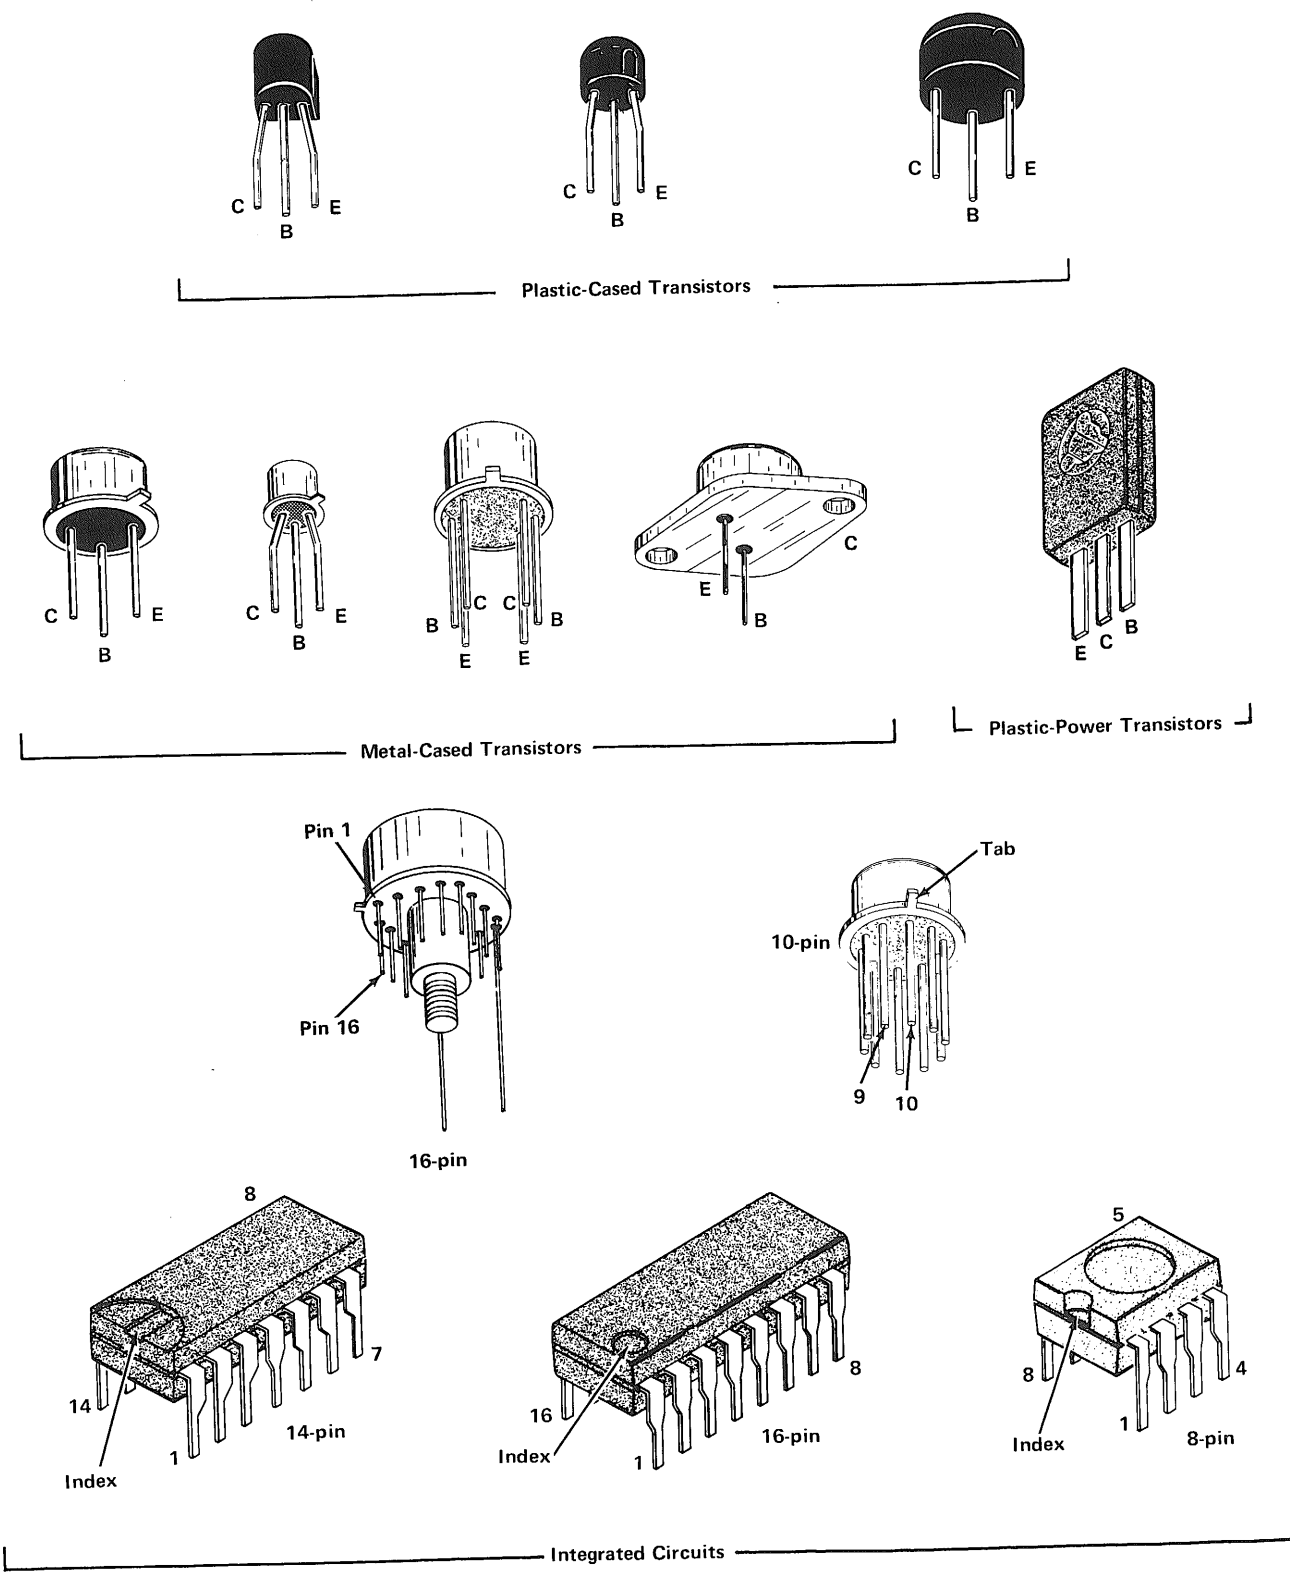 C
B
E
C
B
E
C
B
E
Plastic-Cased Transistors
C
B
E
C
B
E
B
C
E
C
E
B
E
B
C
E
C
B
Metal-Cased Transistors
Plastic-Power Transistors
Pin 1
Pin 16
16-pin
Tab
10-pin
9
10
8
7
14
1
14-pin
Index
16
8
1
16-pin
Index
5
8
4
1
8-pin
Index
Integrated Circuits